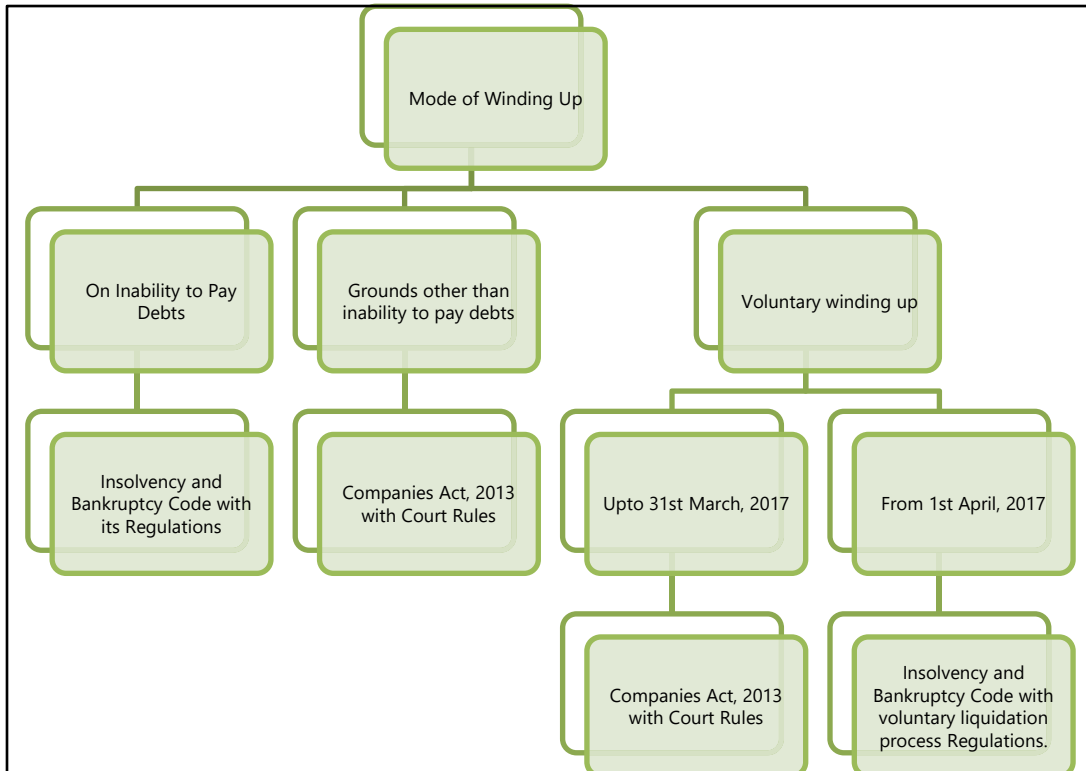 Mode of Winding Up
On Inability to Pay
Debts
Grounds other than
inability to pay debts
Voluntary winding up
Insolvency and
Bankruptcy Code with
its Regulations
Companies Act, 2013
with Court Rules
Upto 31st March, 2017
From 1st April, 2017
Companies Act, 2013
with Court Rules
Insolvency and
Bankruptcy Code with
voluntary liquidation
process Regulations.